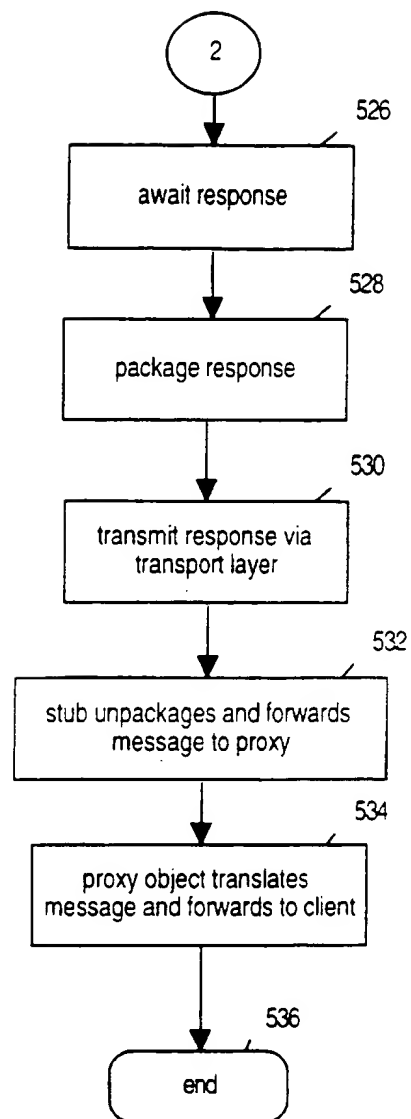 2
526
await response
528
package response
530
transmit response via
transport layer
532
stub unpackages and forwards
message to proxy
534
proxy object translates
message and forwards to client
536
end